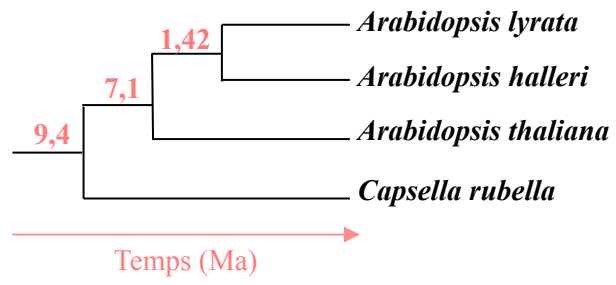 Arabidopsis lyrata
1,42
Arabidopsis halleri
7,1
Arabidopsis thaliana
9,4
Capsella rubella
Temps (Ma)